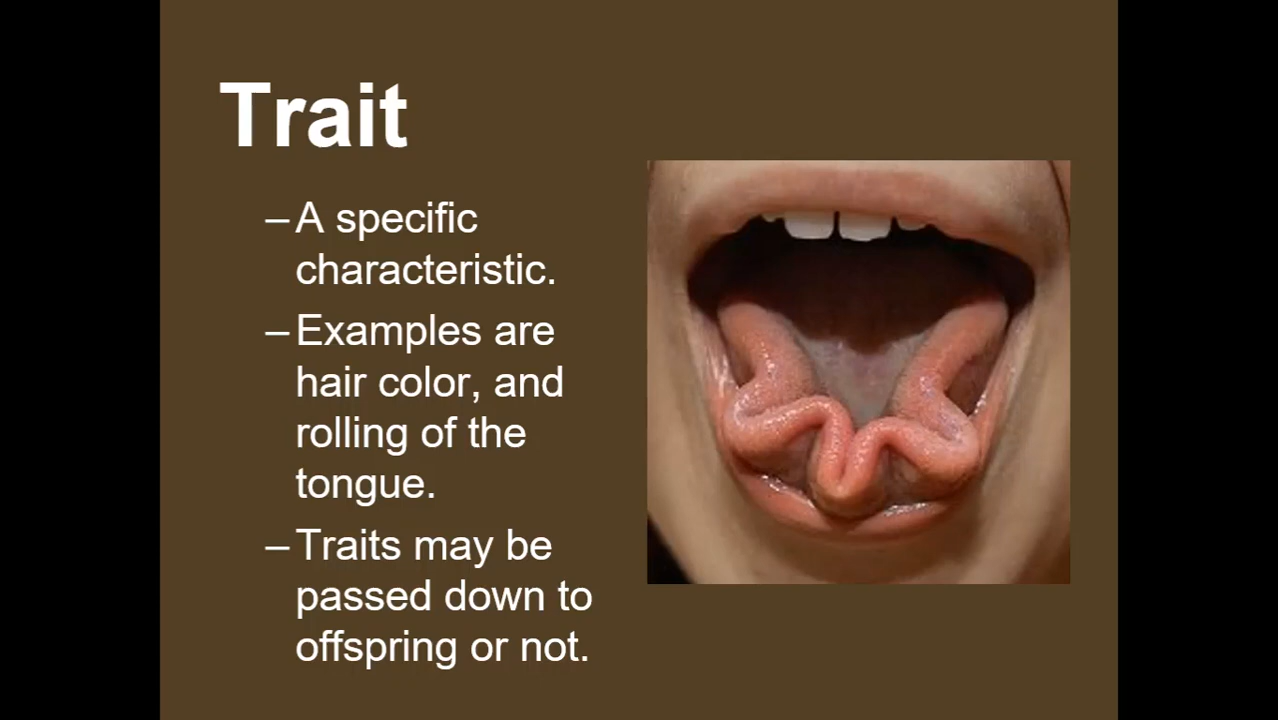 Trait
– A specific
characteristic.
– Examples are
hair color, and
rolling of the
tongue.
– Traits may be
passed down to
offspring or not.